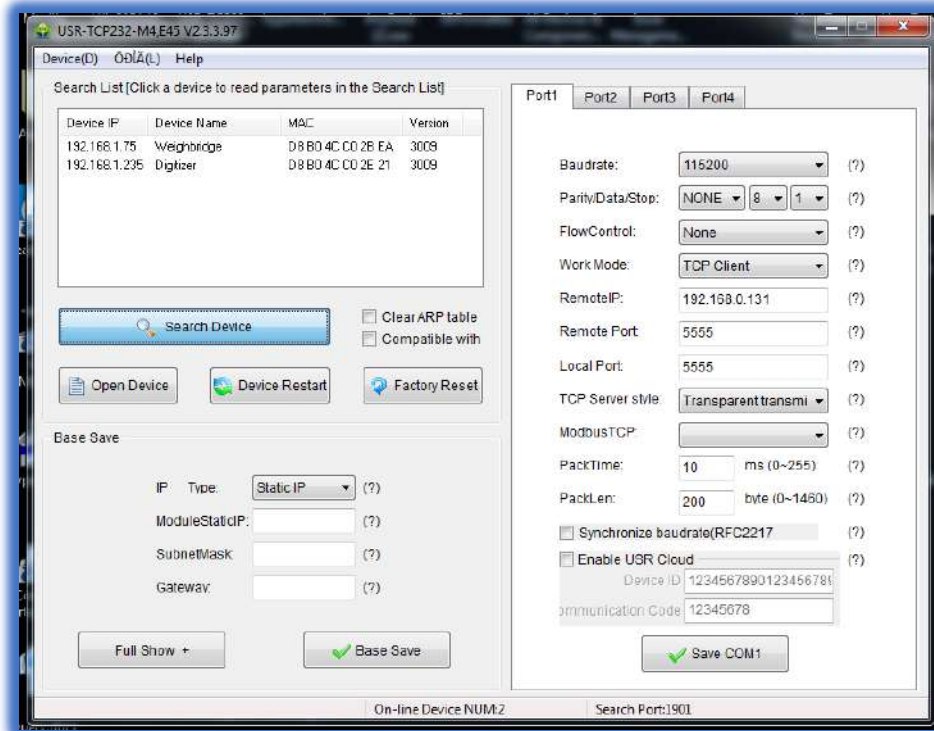 USR-TCP232-M4,E45 V2.3.3.97
Device(D) ÓïÑÔ(L) Help
Search List[Click a device to read parameters in the Search List]
Device IP Device Name MAC Version
192.168.1.75 Weighbridge D8 B0 4C C0 2B EA 3009
192.168.1.235 Digitizer D8 B0 4C C0 2E 21 3009
Search Device
Clear ARP table
Compatible with
Open Device
Device Restart
Factory Reset
Base Save
IP Type: Static IP (?)
ModuleStaticIP: (?)
SubnetMask: (?)
Gateway: (?)
Full Show +
Base Save
Port1 Port2 Port3 Port4
Baudrate: 115200 (?)
Parity/Data/Stop: NONE 8 1 (?)
FlowControl: None (?)
Work Mode: TCP Client (?)
RemoteIP: 192.168.0.131 (?)
Remote Port: 5555 (?)
Local Port: 5555 (?)
TCP Server style: Transparent transmi (?)
ModbusTCP: (?)
PackTime: 10 ms (0~255) (?)
PackLen: 200 byte (0~1460) (?)
Synchronize baudrate(RFC2217 (?)
Enable USR Cloud (?)
Device ID 1234567890123456789
ommunication Code 12345678
Save COM1
On-line Device NUM:2 Search Port:1901